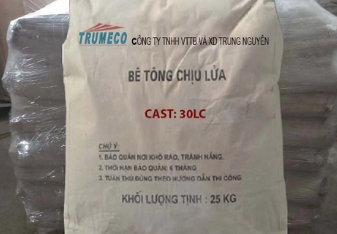 TRUMECO
CÔNG TY TNHH VTTB VÀ XD TRUNG NGUYÊN
BÊ TÔNG CHỊU LỬA
CAST: 30LC
CHÚ Ý:
1. BẢO QUẢN NƠI KHÔ RÁO, TRÁNH NẮNG.
2. THỜI HẠN BẢO QUẢN: 6 THÁNG
3. TUÂN THỦ ĐÚNG THEO HƯỚNG DẪN THI CÔNG
KHỐI LƯỢNG TỊNH: 25 KG